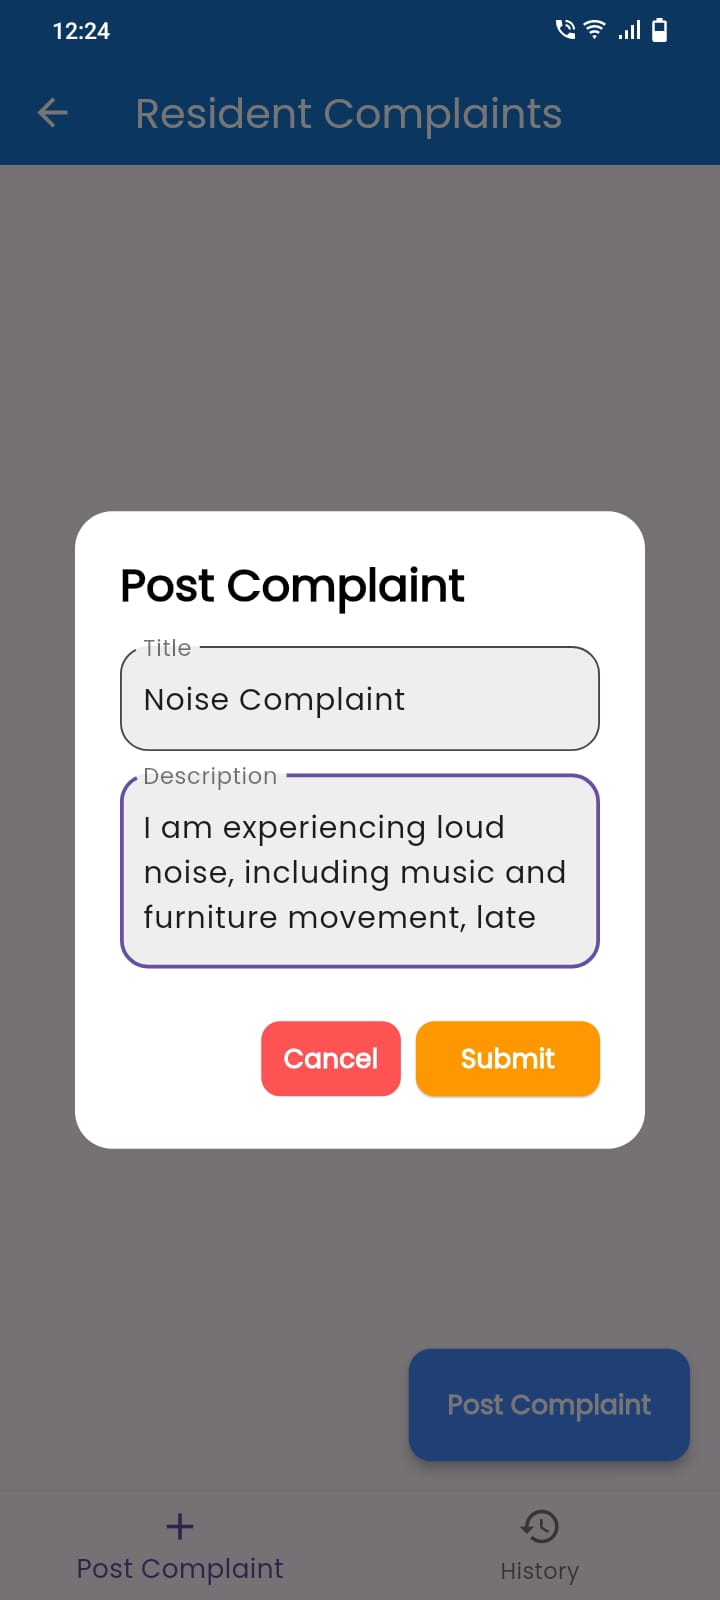 12:24
Resident Complaints
Post Complaint
Title
Noise Complaint
Description
I am experiencing loud
noise, including music and
furniture movement, late
Cancel
Submit
Post Complaint
Post Complaint
History